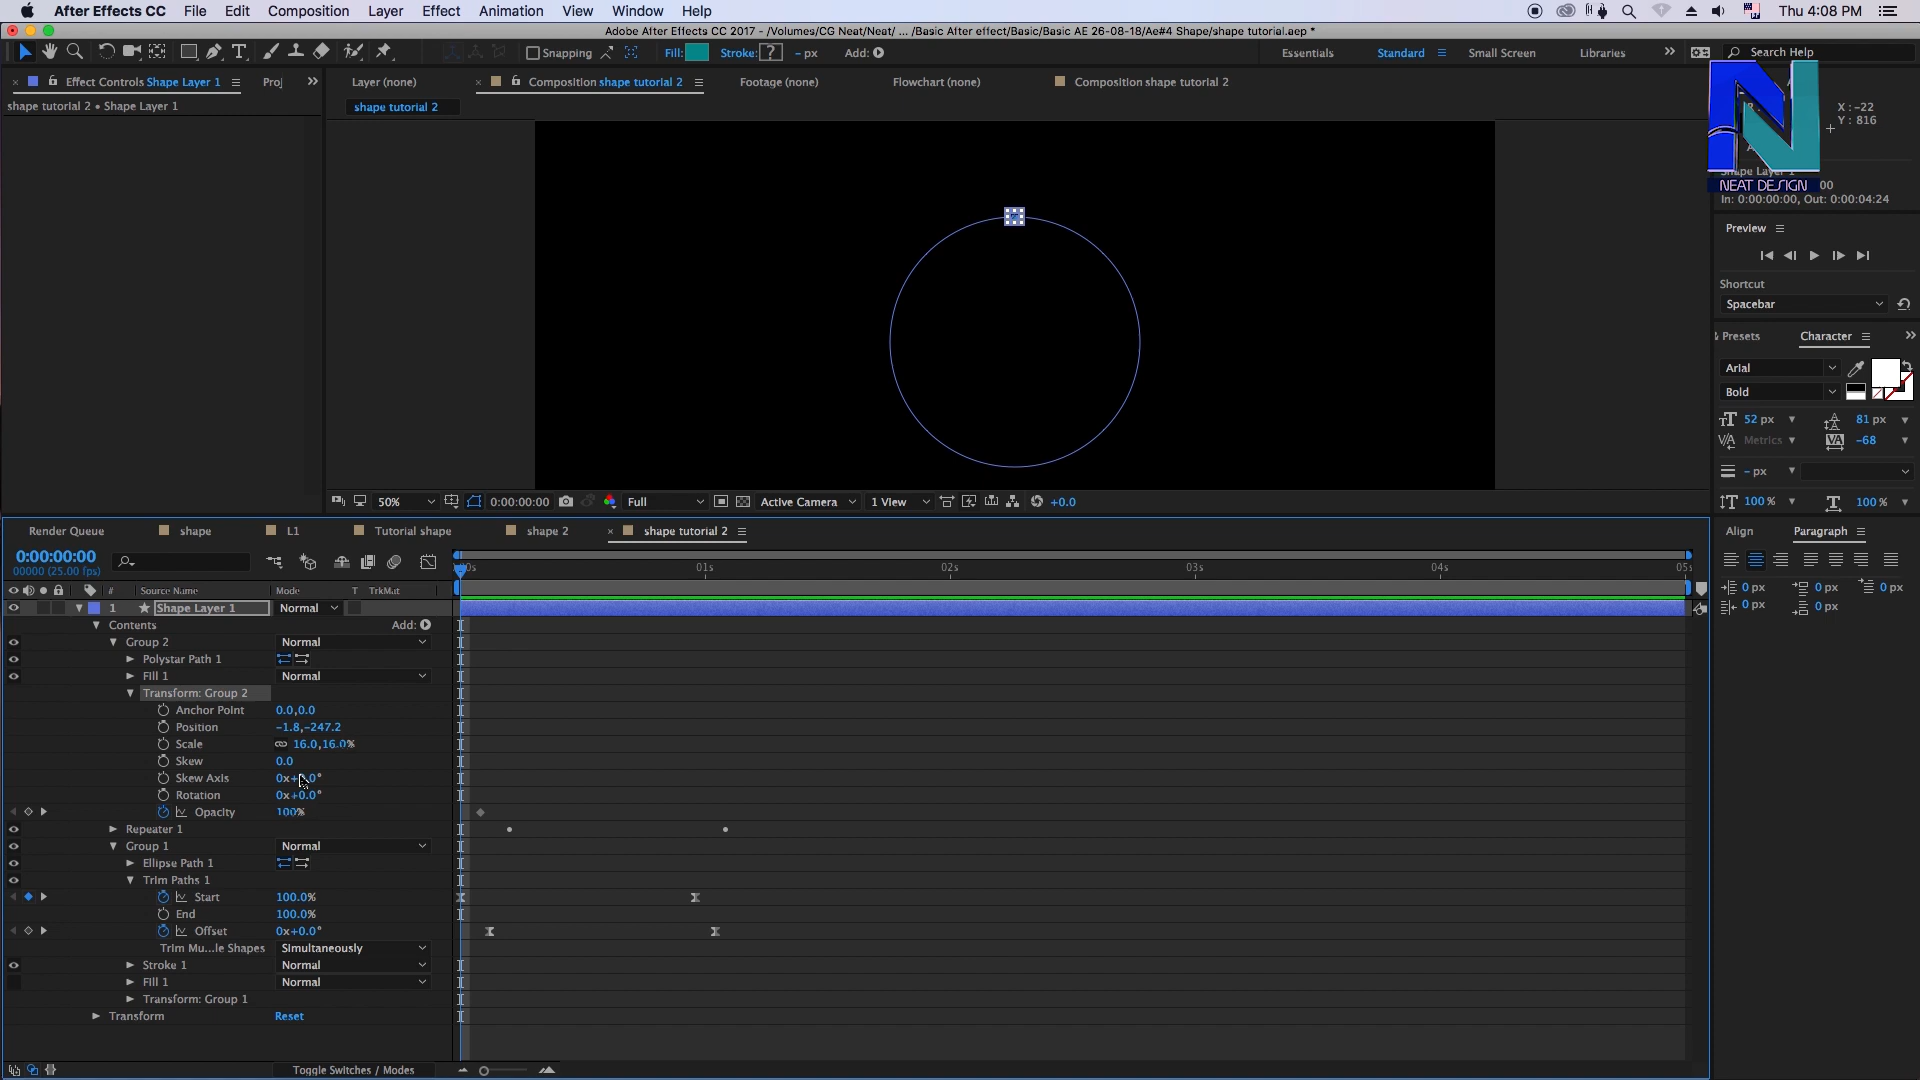 After Effects CC File Edit Composition Layer Effect Animation View Window Help Thu 4:08 PM
Adobe After Effects CC 2017 - /Volumes/CG Neat/Neat/ ... /Basic After effect/Basic/Basic AE 26-08-18/Ae#4 Shape/shape tutorial.aep *
Snapping Fill: Stroke: ? - px Add: Essentials Standard Small Screen Libraries Search Help
Effect Controls Shape Layer 1 Proj Layer (none) Composition shape tutorial 2 Footage (none) Flowchart (none) Composition shape tutorial 2
shape tutorial 2 • Shape Layer 1 shape tutorial 2
X : -22
Y : 816
Shape Layer 1
NEAT DESIGN
In: 0:00:00:00, Out: 0:00:04:24
Preview
Shortcut
Spacebar
Presets Character
Arial
Bold
52 px 81 px
Metrics -68
- px
100 % 100 %
50% 0:00:00:00 Full Active Camera 1 View +0.0
Render Queue shape L1 Tutorial shape shape 2 shape tutorial 2
Align Paragraph
0 px 0 px 0 px
0 px 0 px
0:00:00:00
00000 (25.00 fps)
01s 02s 03s 04s 05s
# Source Name Mode T TrkMat
1 Shape Layer 1 Normal
Contents Add:
Group 2 Normal
Polystar Path 1
Fill 1 Normal
Transform: Group 2
Anchor Point 0.0,0.0
Position -1.8,-247.2
Scale 16.0,16.0%
Skew 0.0
Skew Axis 0x+0.0°
Rotation 0x+0.0°
Opacity 100%
Repeater 1
Group 1 Normal
Ellipse Path 1
Trim Paths 1
Start 100.0%
End 100.0%
Offset 0x+0.0°
Trim Mu...le Shapes Simultaneously
Stroke 1 Normal
Fill 1 Normal
Transform: Group 1
Transform Reset
Toggle Switches / Modes